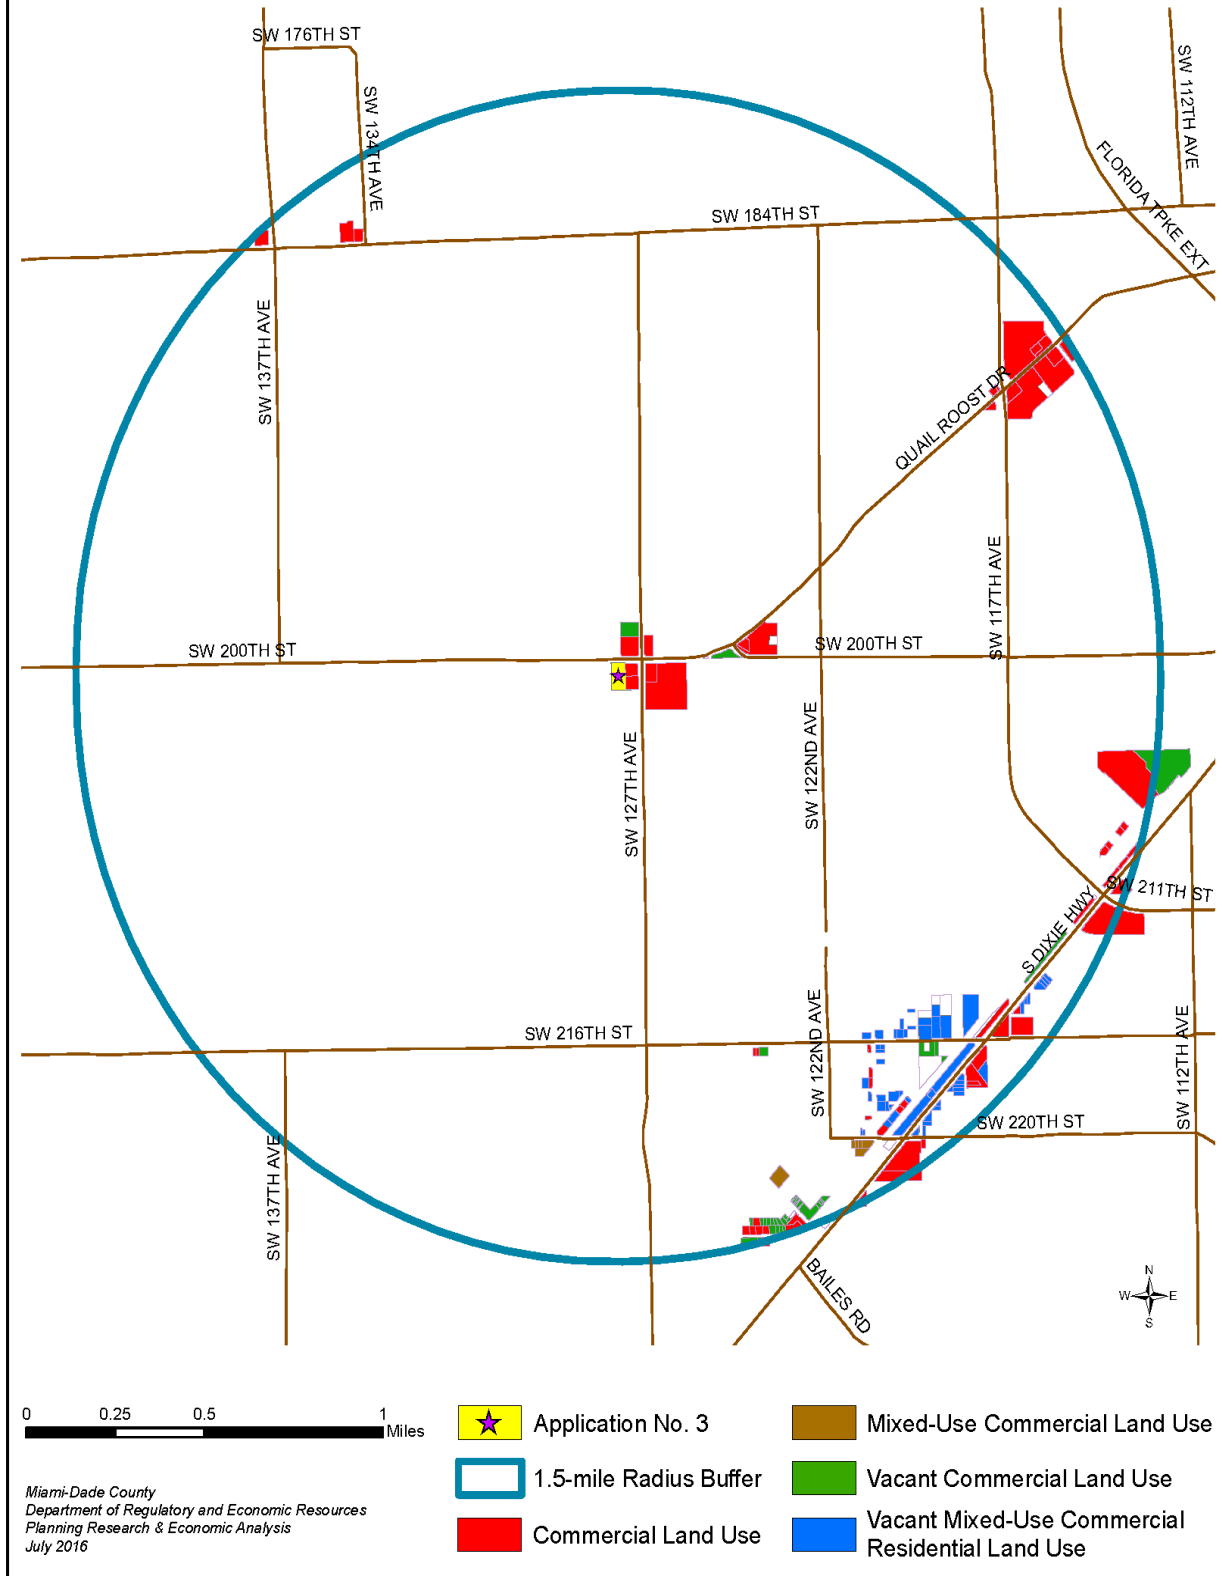 SW 176TH ST
SW 134TH AVE
SW 112TH AVE
FLORIDA TPKE EXT
SW 184TH ST
SW 137TH AVE
QUAIL ROOST DR
SW 117TH AVE
SW 200TH ST
SW 200TH ST
SW 127TH AVE
SW 122ND AVE
SW 211TH ST
S DIXIE HWY
SW 216TH ST
SW 122ND AVE
SW 112TH AVE
SW 220TH ST
SW 137TH AVE
BAILES RD
N
W E
S
0 0.25 0.5 1
Miles
Application No. 3
Mixed-Use Commercial Land Use
1.5-mile Radius Buffer
Vacant Commercial Land Use
Commercial Land Use
Vacant Mixed-Use Commercial
Residential Land Use
Miami-Dade County
Department of Regulatory and Economic Resources
Planning Research & Economic Analysis
July 2016